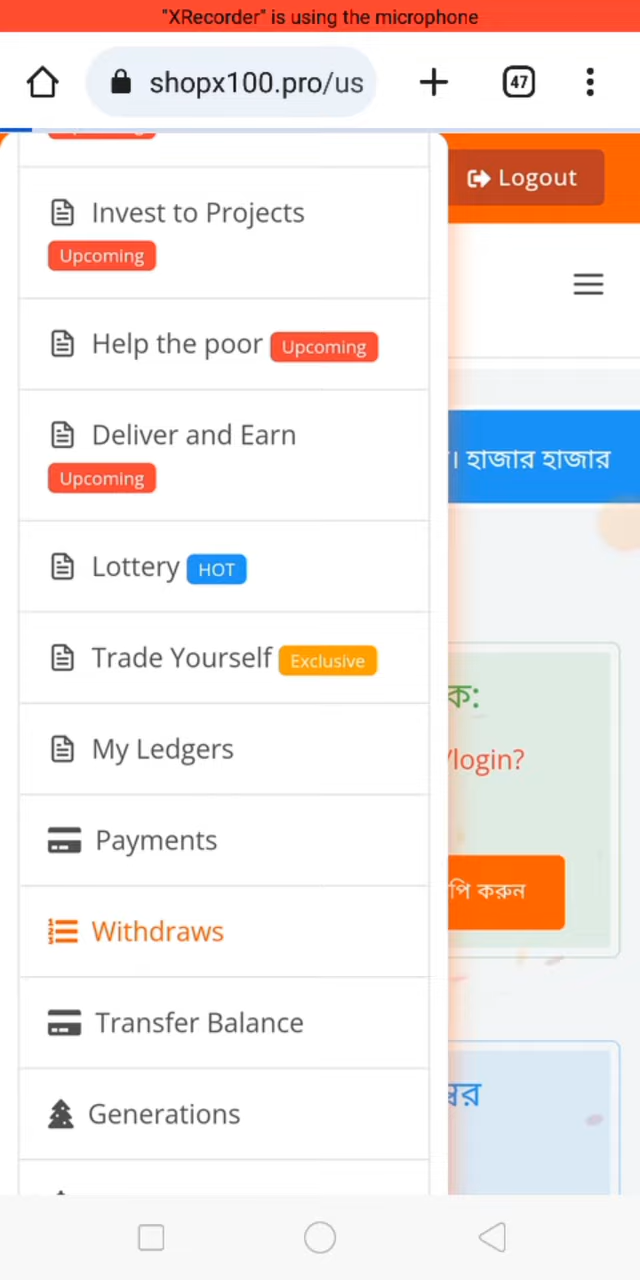 "XRecorder" is using the microphone
shopx100.pro/us
47
Logout
Invest to Projects
Upcoming
Help the poor Upcoming
Deliver and Earn
Upcoming
। হাজার হাজার
Lottery HOT
Trade Yourself Exclusive
ক:
My Ledgers
/login?
Payments
পি করুন
Withdraws
Transfer Balance
Generations